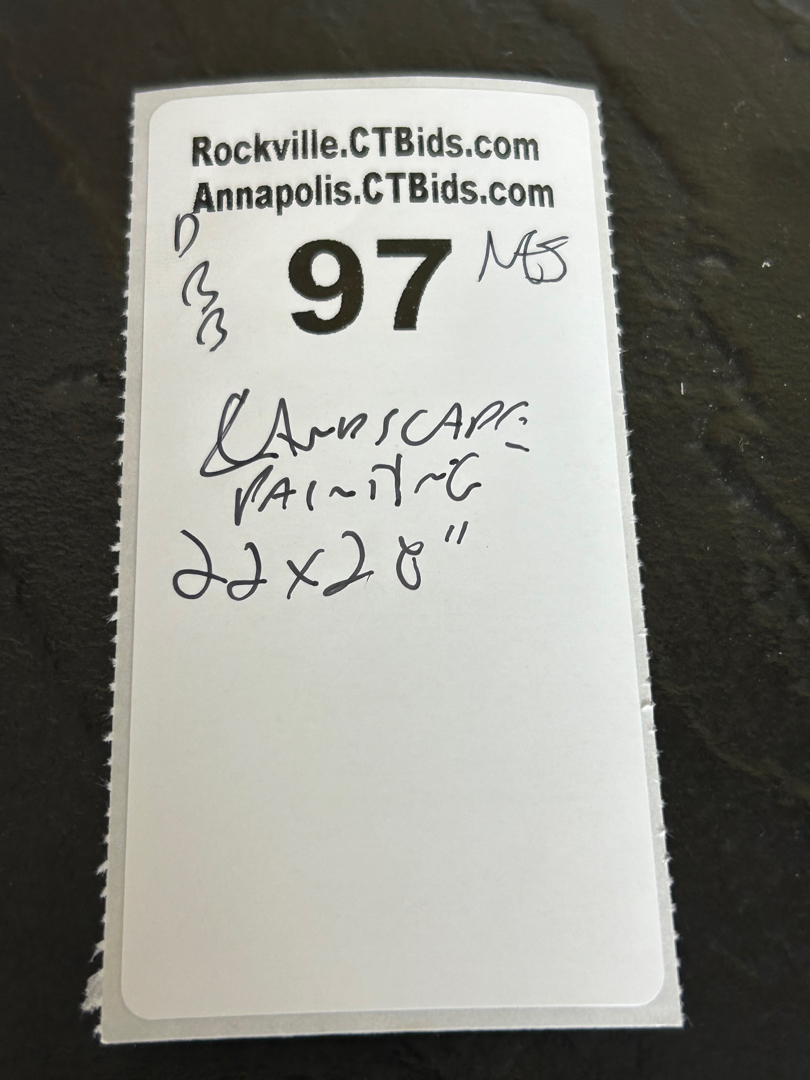 Rockville.CTBids.com
Annapolis.CTBids.com
D
B
B
97
LANDSCAPE
PAINTING
22x28"